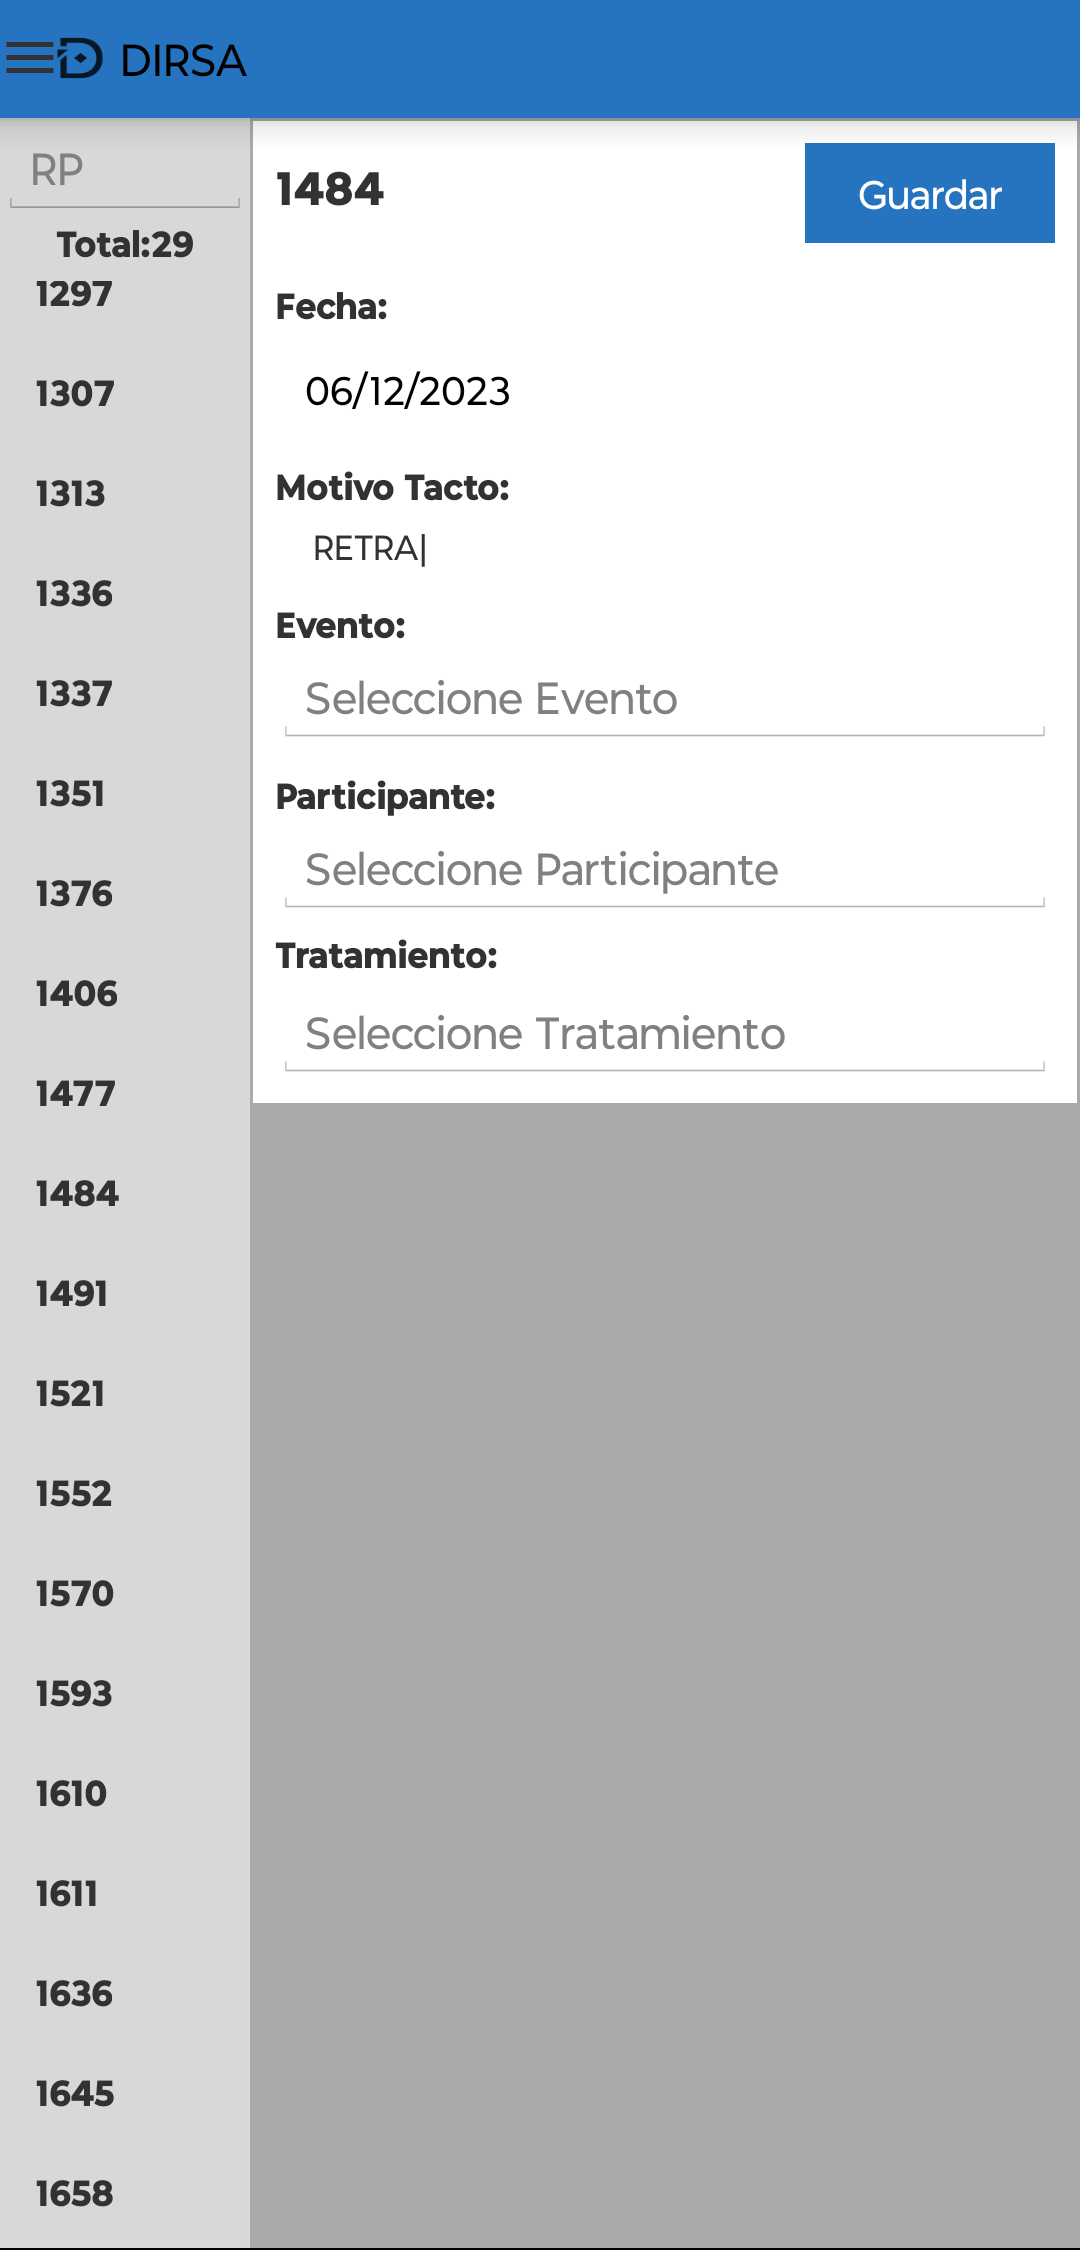 DIRSA
RP
Total:29
1297
1307
1313
1336
1337
1351
1376
1406
1477
1484
1491
1521
1552
1570
1593
1610
1611
1636
1645
1658
1484
Guardar
Fecha:
06/12/2023
Motivo Tacto:
RETRA|
Evento:
Seleccione Evento
Participante:
Seleccione Participante
Tratamiento:
Seleccione Tratamiento